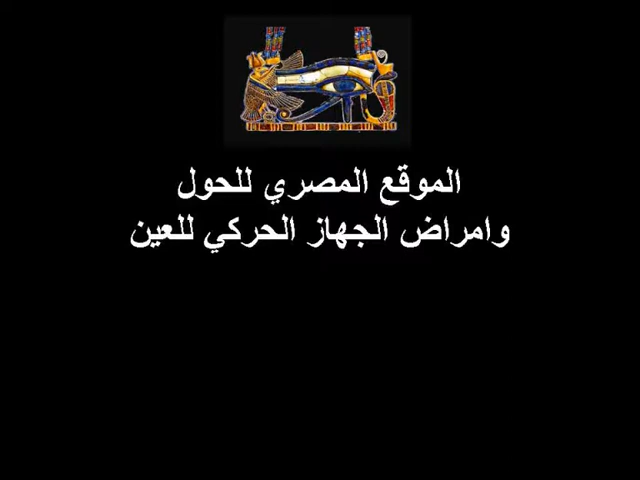 الموقع المصري للحول
وامراض الجهاز الحركي للعين